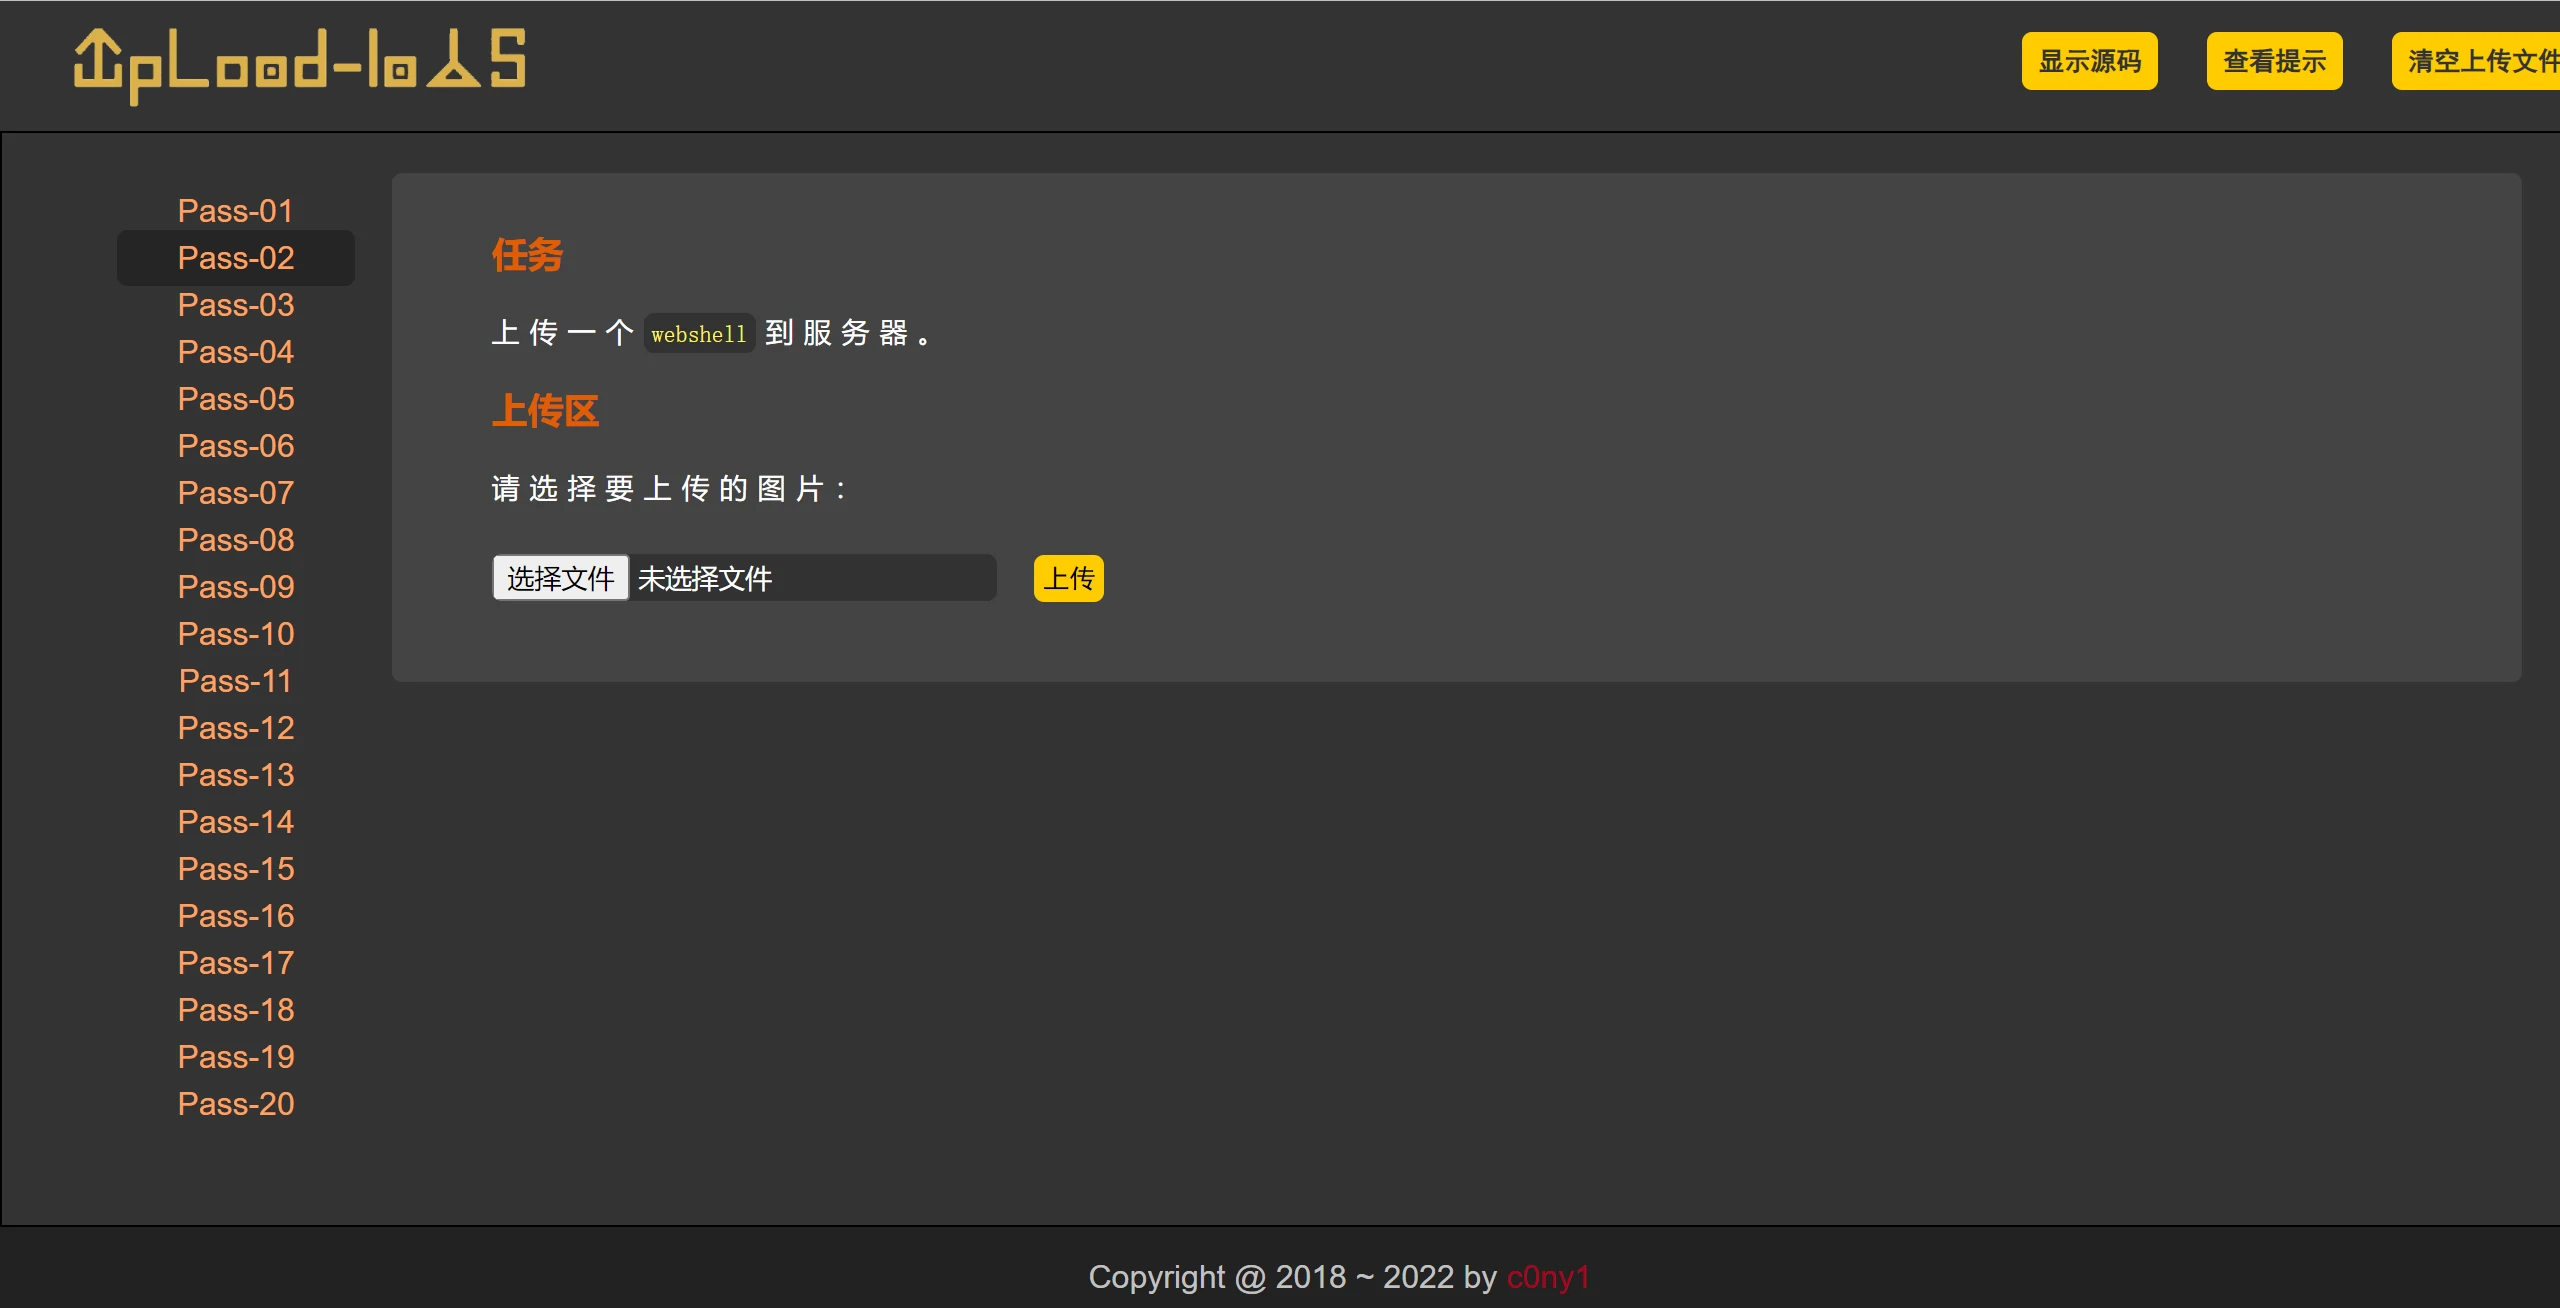 UpLoad-labs
显示源码 查看提示 清空上传文件
Pass-01
Pass-02
Pass-03
Pass-04
Pass-05
Pass-06
Pass-07
Pass-08
Pass-09
Pass-10
Pass-11
Pass-12
Pass-13
Pass-14
Pass-15
Pass-16
Pass-17
Pass-18
Pass-19
Pass-20
任务
上传一个 webshell 到服务器。
上传区
请选择要上传的图片：
选择文件 未选择文件 上传
Copyright @ 2018 ~ 2022 by c0ny1